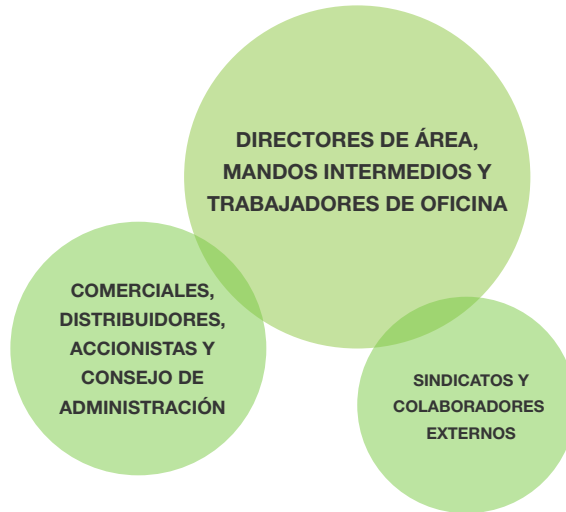 DIRECTORES DE ÁREA,
MANDOS INTERMEDIOS Y
TRABAJADORES DE OFICINA
COMERCIALES,
DISTRIBUIDORES,
ACCIONISTAS Y
CONSEJO DE
ADMINISTRACIÓN
SINDICATOS Y
COLABORADORES
EXTERNOS